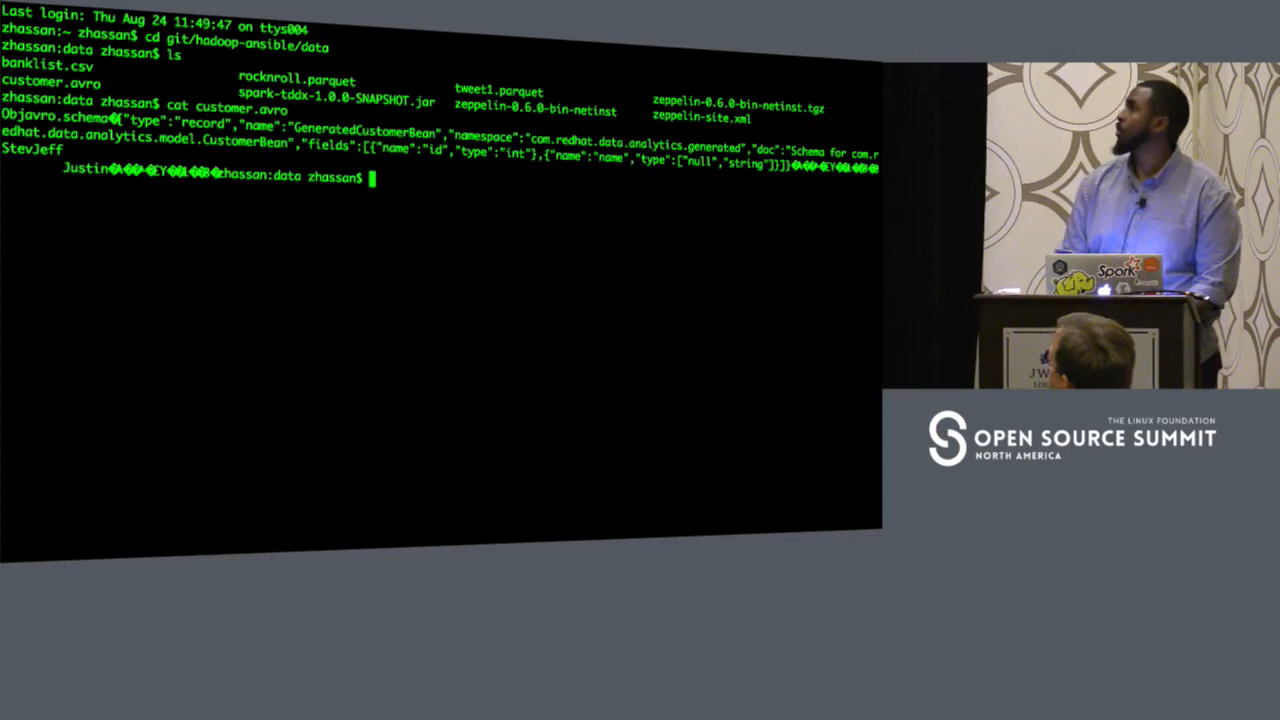 Last login: Thu Aug 24 11:49:47 on ttys004
zhassan:~ zhassan$ cd git/hadoop-ansible/data
zhassan:data zhassan$ ls
banklist.csv rocknroll.parquet tweet1.parquet zeppelin-0.6.0-bin-netinst.tgz
customer.avro spark-tddx-1.0.0-SNAPSHOT.jar zeppelin-0.6.0-bin-netinst zeppelin-site.xml
zhassan:data zhassan$ cat customer.avro
Objavro.schema�{"type":"record","name":"GeneratedCustomerBean","namespace":"com.redhat.data.analytics.generated","doc":"Schema for com.r
edhat.data.analytics.model.CustomerBean","fields":[{"name":"id","type":"int"},{"name":"name","type":["null","string"]}]}
StevJeff
Justin zhassan:data zhassan$
Spark
J W
THE LINUX FOUNDATION
OPEN SOURCE SUMMIT
NORTH AMERICA